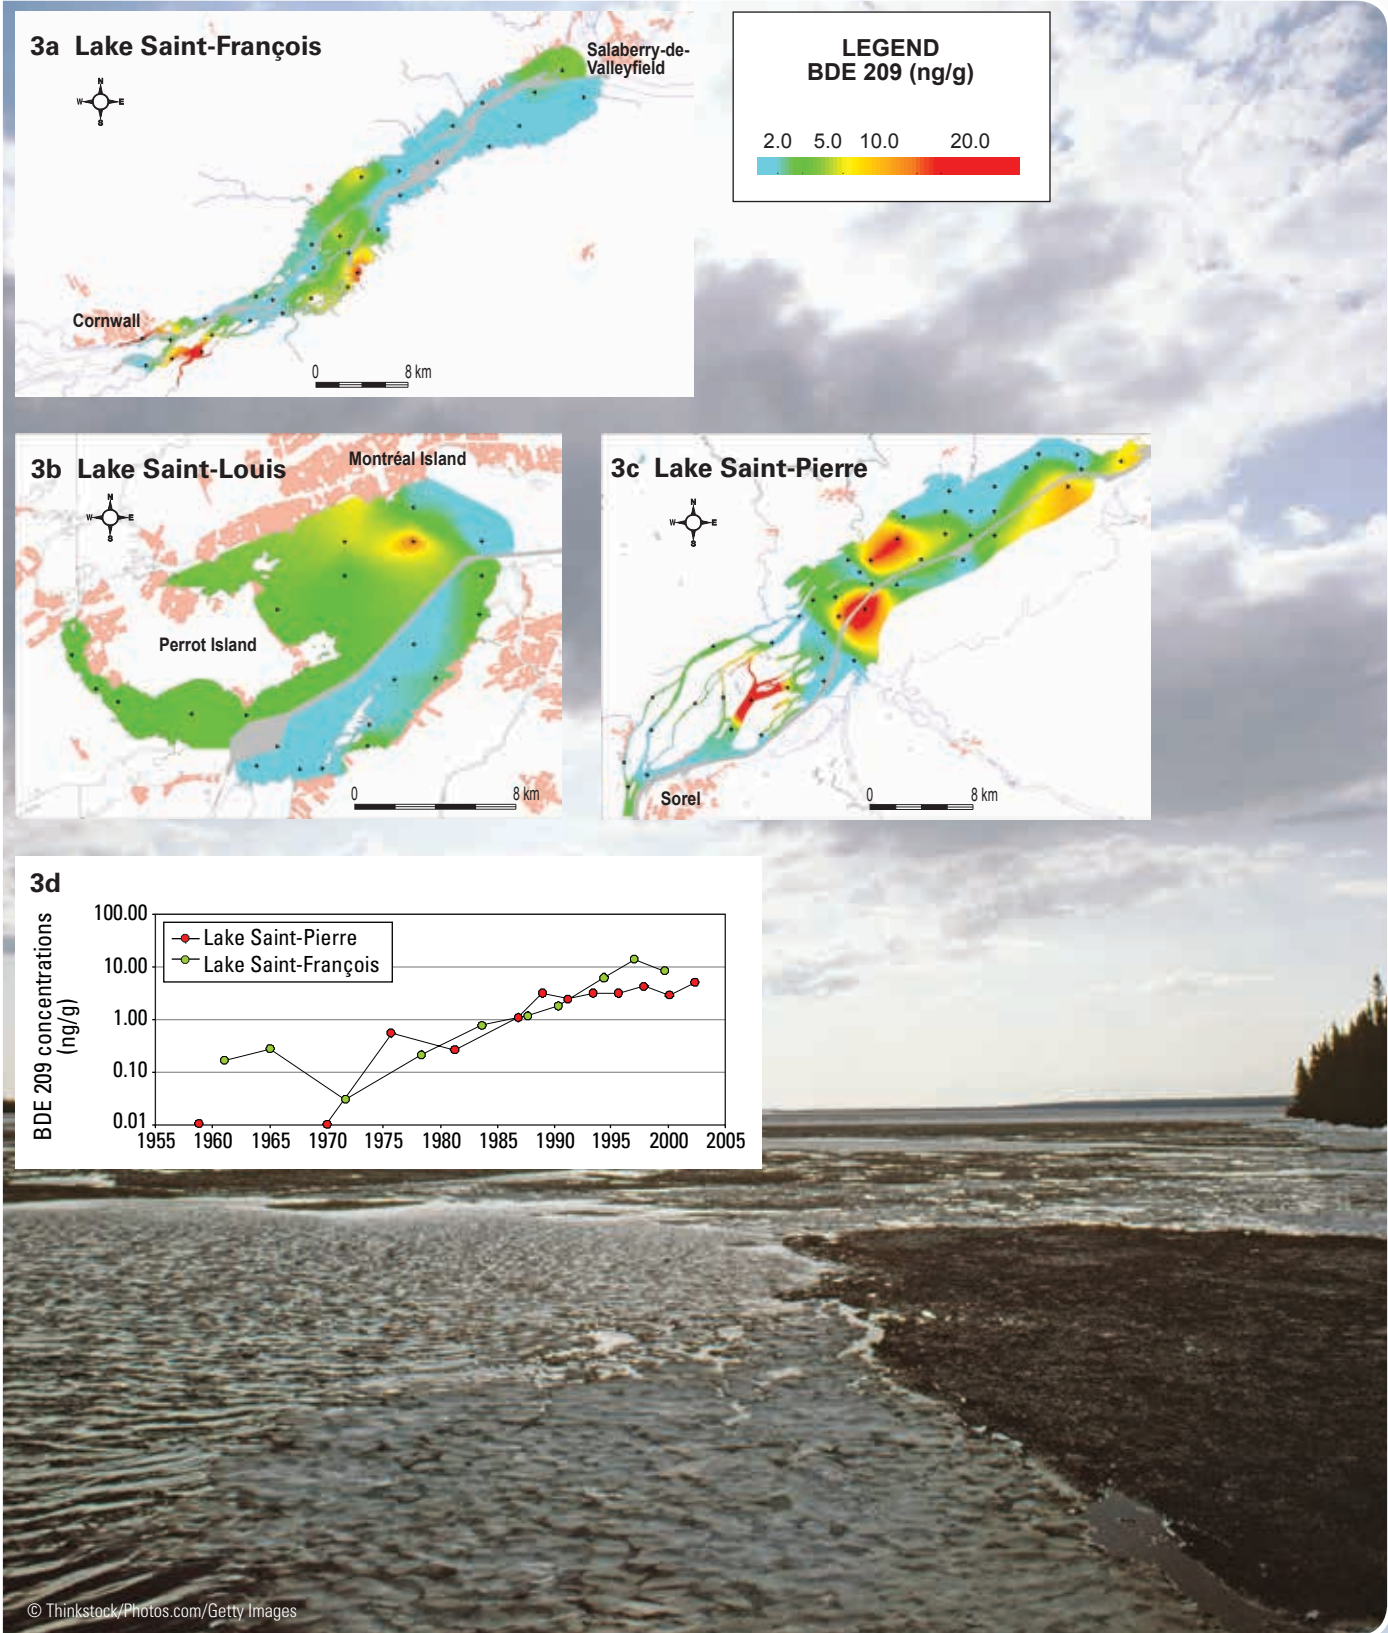 3a Lake Saint-François
Salaberry-de-
Valleyfield
N
W E
S
Cornwall
0 8 km
LEGEND
BDE 209 (ng/g)
2.0 5.0 10.0 20.0
3b Lake Saint-Louis
Montréal Island
N
W E
S
Perrot Island
0 8 km
3c Lake Saint-Pierre
N
W E
S
Sorel
0 8 km
3d
BDE 209 concentrations
(ng/g)
100.00
10.00
1.00
0.10
0.01
Lake Saint-Pierre
Lake Saint-François
1955 1960 1965 1970 1975 1980 1985 1990 1995 2000 2005
© Thinkstock/Photos.com/Getty Images